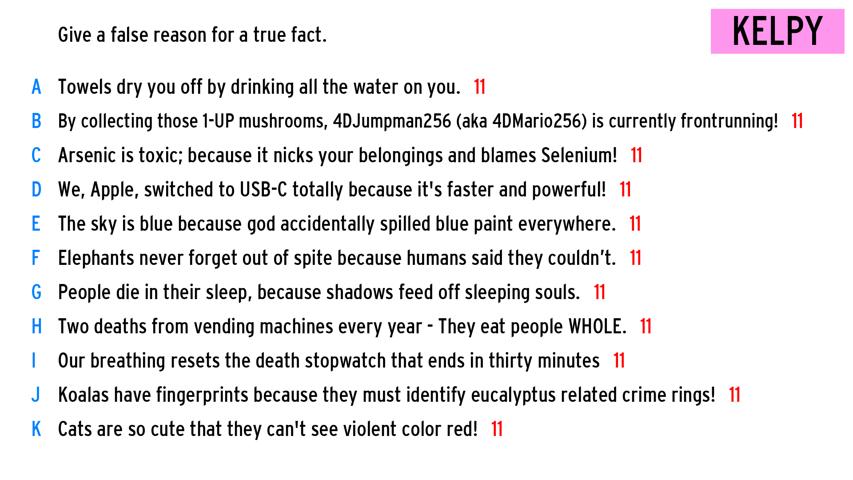 Give a false reason for a true fact.
KELPY
A Towels dry you off by drinking all the water on you. 11
B By collecting those 1-UP mushrooms, 4DJumpman256 (aka 4DMario256) is currently frontrunning! 11
C Arsenic is toxic; because it nicks your belongings and blames Selenium! 11
D We, Apple, switched to USB-C totally because it's faster and powerful! 11
E The sky is blue because god accidentally spilled blue paint everywhere. 11
F Elephants never forget out of spite because humans said they couldn't. 11
G People die in their sleep, because shadows feed off sleeping souls. 11
H Two deaths from vending machines every year - They eat people WHOLE. 11
I Our breathing resets the death stopwatch that ends in thirty minutes 11
J Koalas have fingerprints because they must identify eucalyptus related crime rings! 11
K Cats are so cute that they can't see violent color red! 11